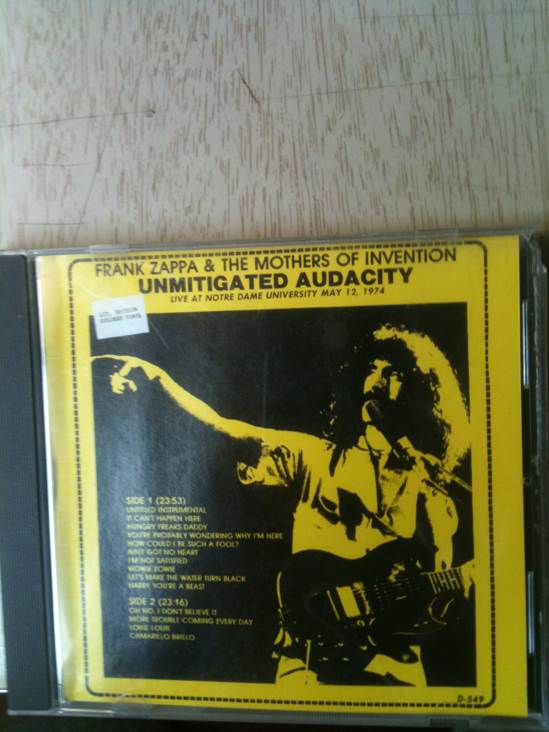 FRANK ZAPPA & THE MOTHERS OF INVENTION
UNMITIGATED AUDACITY
LIVE AT NOTRE DAME UNIVERSITY MAY 12, 1974
LTD. EDITION
COLORED VINYL
SIDE 1 (23:53)
UNTITLED INSTRUMENTAL
IT CAN'T HAPPEN HERE
HUNGRY FREAKS DADDY
YOU'RE PROBABLY WONDERING WHY I'M HERE
HOW COULD I BE SUCH A FOOL?
AIN'T GOT NO HEART
I'M NOT SATISFIED
WOWIE ZOWIE
LET'S MAKE THE WATER TURN BLACK
HARRY YOU'RE A BEAST
SIDE 2 (23:16)
OH NO, I DON'T BELIEVE IT
MORE TROUBLE COMING EVERY DAY
LOUIE LOUIE
CAMARILLO BRILLO
D-549